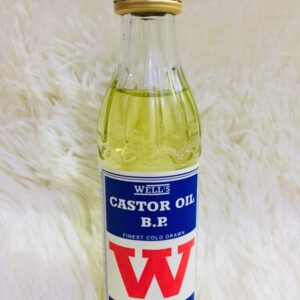 WELL'S
CASTOR OIL
B.P.
FINEST COLD DRAWN
W